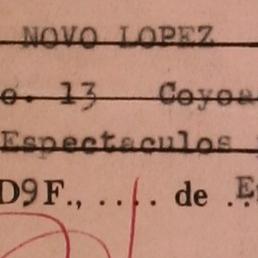 NOVO LOPEZ
o. 13 Coyoa
Espectaculos
D9F., .... de ..E